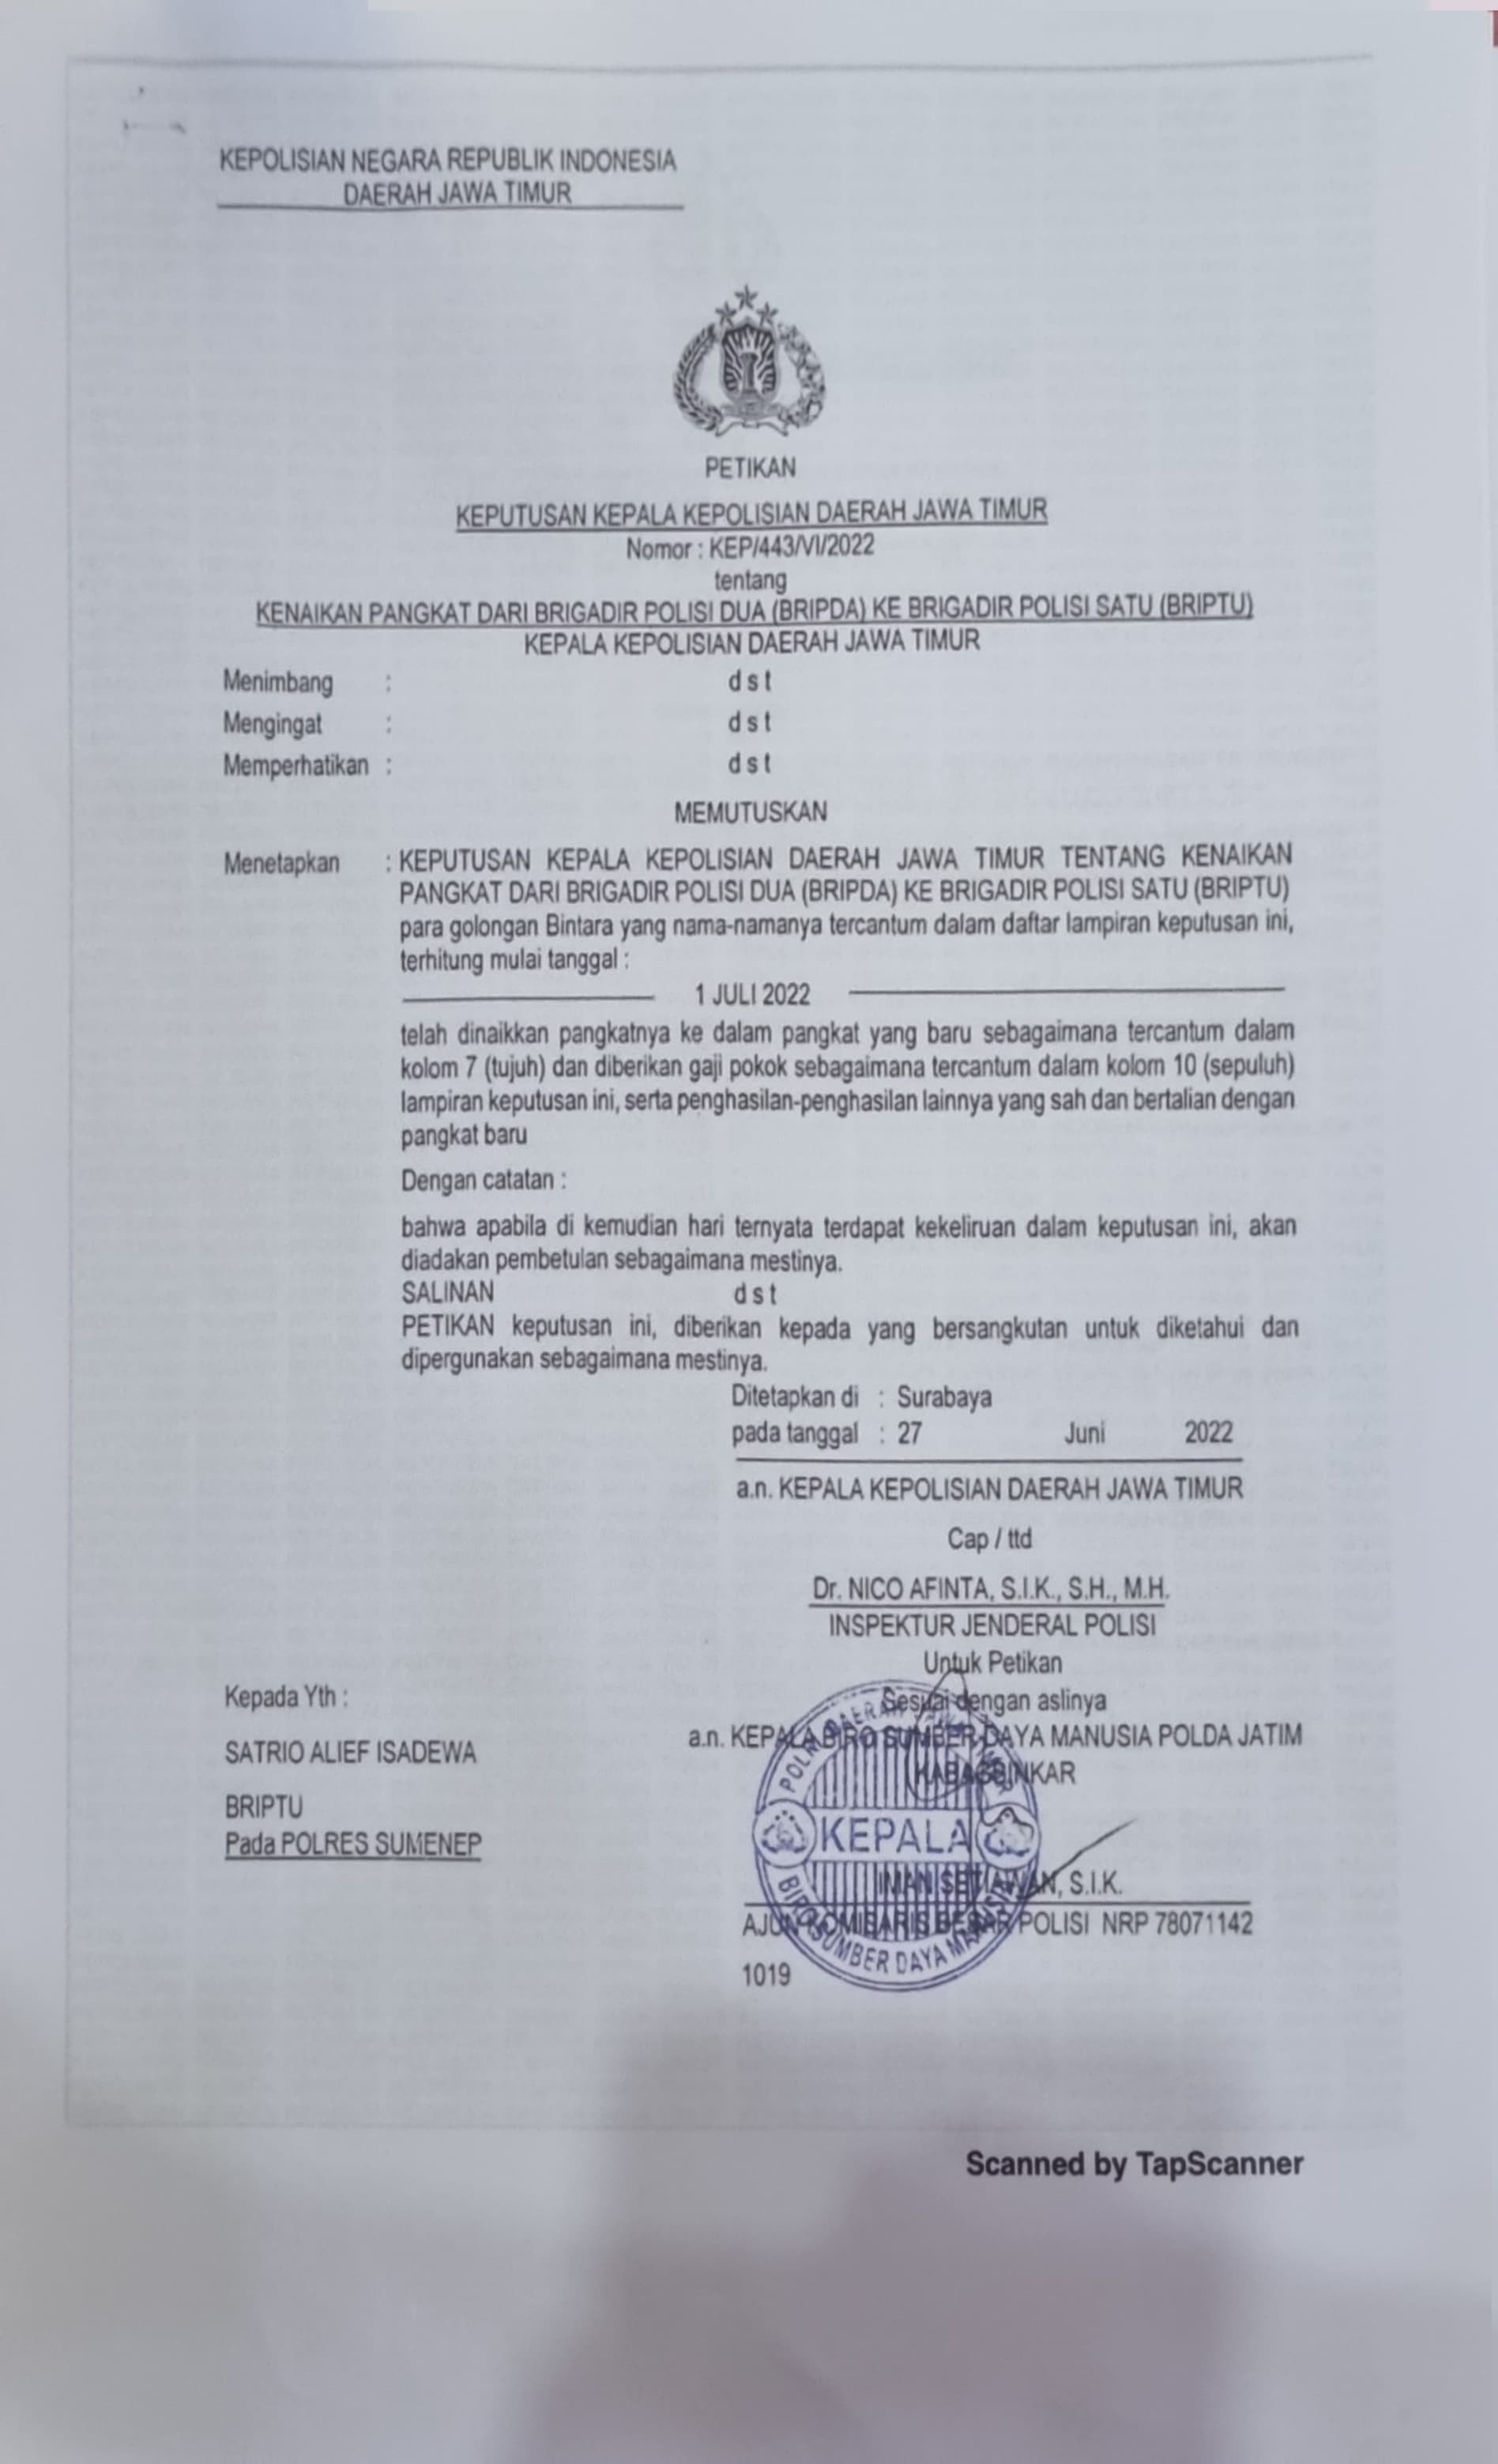 KEPOLISIAN NEGARA REPUBLIK INDONESIA
DAERAH JAWA TIMUR
PETIKAN
KEPUTUSAN KEPALA KEPOLISIAN DAERAH JAWA TIMUR
Nomor : KEP/443/VI/2022
tentang
KENAIKAN PANGKAT DARI BRIGADIR POLISI DUA (BRIPDA) KE BRIGADIR POLISI SATU (BRIPTU)
KEPALA KEPOLISIAN DAERAH JAWA TIMUR
Menimbang : d s t
Mengingat : d s t
Memperhatikan : d s t
MEMUTUSKAN
Menetapkan : KEPUTUSAN KEPALA KEPOLISIAN DAERAH JAWA TIMUR TENTANG KENAIKAN
PANGKAT DARI BRIGADIR POLISI DUA (BRIPDA) KE BRIGADIR POLISI SATU (BRIPTU)
para golongan Bintara yang nama-namanya tercantum dalam daftar lampiran keputusan ini,
terhitung mulai tanggal :
1 JULI 2022
telah dinaikkan pangkatnya ke dalam pangkat yang baru sebagaimana tercantum dalam
kolom 7 (tujuh) dan diberikan gaji pokok sebagaimana tercantum dalam kolom 10 (sepuluh)
lampiran keputusan ini, serta penghasilan-penghasilan lainnya yang sah dan bertalian dengan
pangkat baru
Dengan catatan :
bahwa apabila di kemudian hari ternyata terdapat kekeliruan dalam keputusan ini, akan
diadakan pembetulan sebagaimana mestinya.
SALINAN d s t
PETIKAN keputusan ini, diberikan kepada yang bersangkutan untuk diketahui dan
dipergunakan sebagaimana mestinya.
Ditetapkan di : Surabaya
pada tanggal : 27 Juni 2022
a.n. KEPALA KEPOLISIAN DAERAH JAWA TIMUR
Cap / ttd
Dr. NICO AFINTA, S.I.K., S.H., M.H.
INSPEKTUR JENDERAL POLISI
Untuk Petikan
Sesuai dengan aslinya
a.n. KEPALA BIRO SUMBER DAYA MANUSIA POLDA JATIM
KABAGBINKAR
IMAN SETIAWAN, S.I.K.
AJUN KOMISARIS BESAR POLISI NRP 78071142
1019
Kepada Yth :
SATRIO ALIEF ISADEWA
BRIPTU
Pada POLRES SUMENEP
POLRI DAERAH JAWA TIMUR
KEPALA
BIRO SUMBER DAYA MANUSIA
Scanned by TapScanner